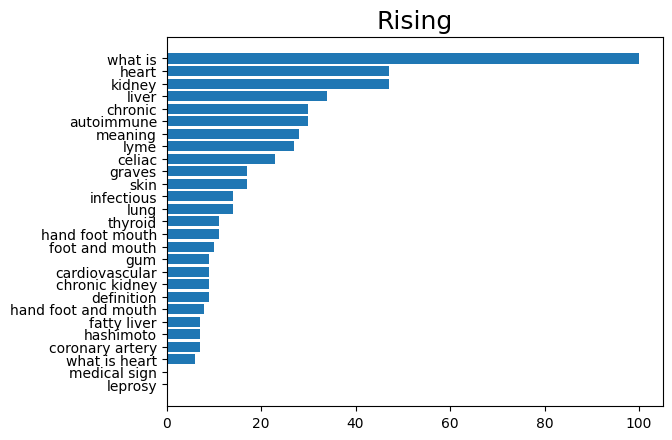 Rising
what is
heart
kidney
liver
chronic
autoimmune
meaning
lyme
celiac
graves
skin
infectious
lung
thyroid
hand foot mouth
foot and mouth
gum
cardiovascular
chronic kidney
definition
hand foot and mouth
fatty liver
hashimoto
coronary artery
what is heart
medical sign
leprosy
0 20 40 60 80 100